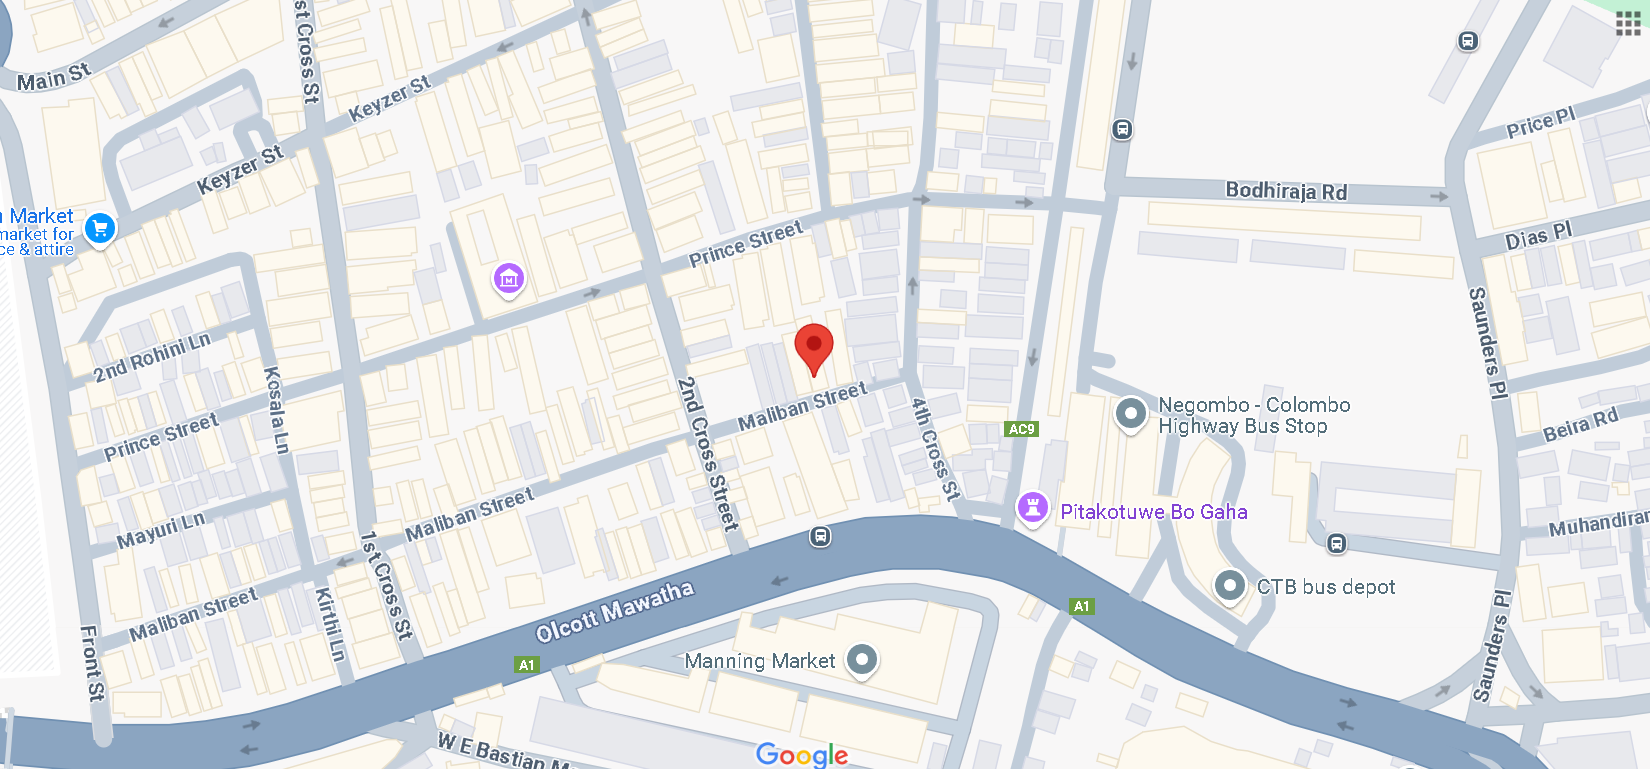 Main St
st Cross St
Keyzer St
Keyzer St
Price Pl
Bodhiraja Rd
Dias Pl
Market
market for
ce & attire
Prince Street
2nd Rohini Ln
Kosala Ln
Prince Street
Saunders Pl
2nd Cross Street
Maliban Street
4th Cross St
AC9
Negombo - Colombo
Highway Bus Stop
Beira Rd
Maliban Street
Mayuri Ln
Pitakotuwe Bo Gaha
Muhandiran
1st Cross St
Maliban Street
Kirthi Ln
CTB bus depot
Olcott Mawatha
A1
A1
Front St
Manning Market
Saunders Pl
W E Bastian M
Google